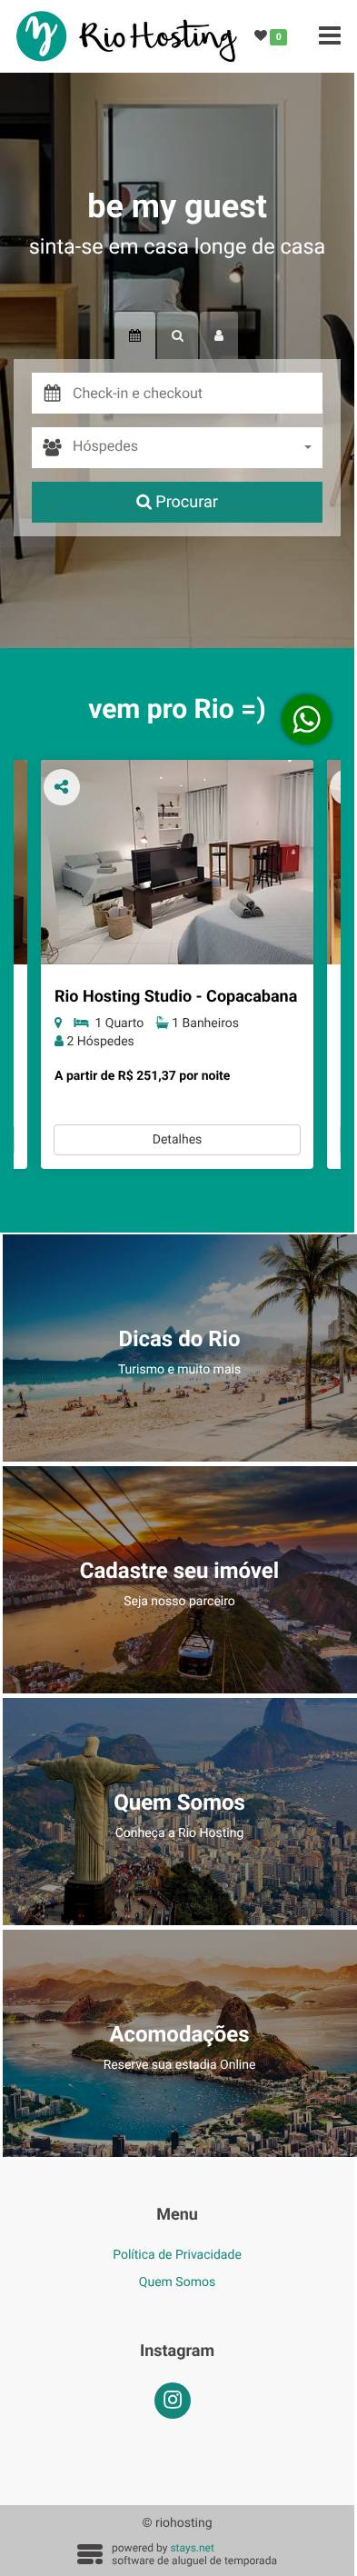 Rio Hosting
0
be my guest
sinta-se em casa longe de casa
Check-in e checkout
Hóspedes
Procurar
vem pro Rio =)
Rio Hosting Studio - Copacabana
1 Quarto 1 Banheiros
2 Hóspedes
A partir de R$ 251,37 por noite
Detalhes
Dicas do Rio
Turismo e muito mais
Cadastre seu imóvel
Seja nosso parceiro
Quem Somos
Conheça a Rio Hosting
Acomodações
Reserve sua estadia Online
Menu
Política de Privacidade
Quem Somos
Instagram
© riohosting
powered by stays.net
software de aluguel de temporada